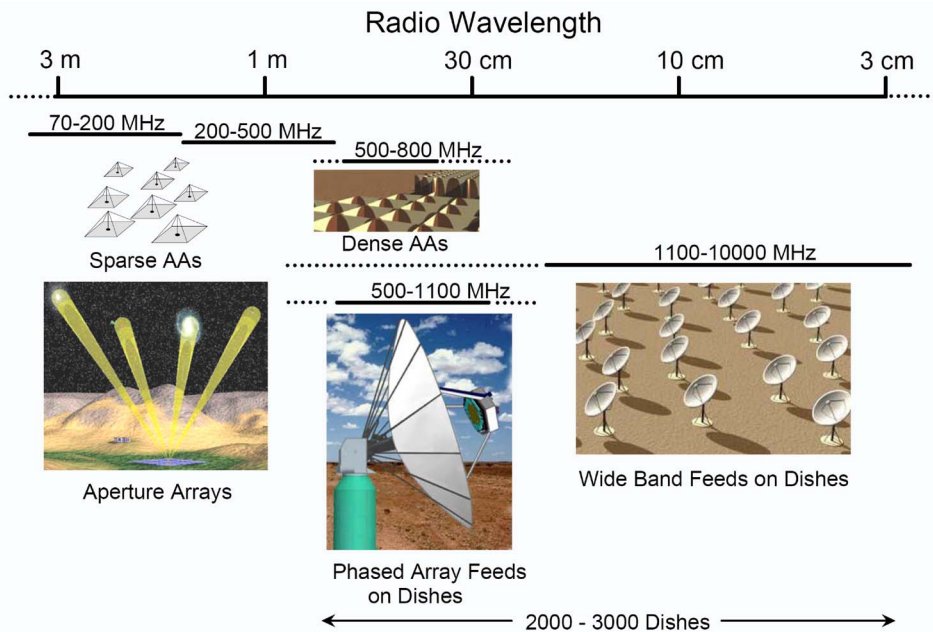 Radio Wavelength
3 m 1 m 30 cm 10 cm 3 cm
70-200 MHz
200-500 MHz
500-800 MHz
Sparse AAs
Dense AAs
1100-10000 MHz
500-1100 MHz
Aperture Arrays
Wide Band Feeds on Dishes
Phased Array Feeds
on Dishes
2000 - 3000 Dishes